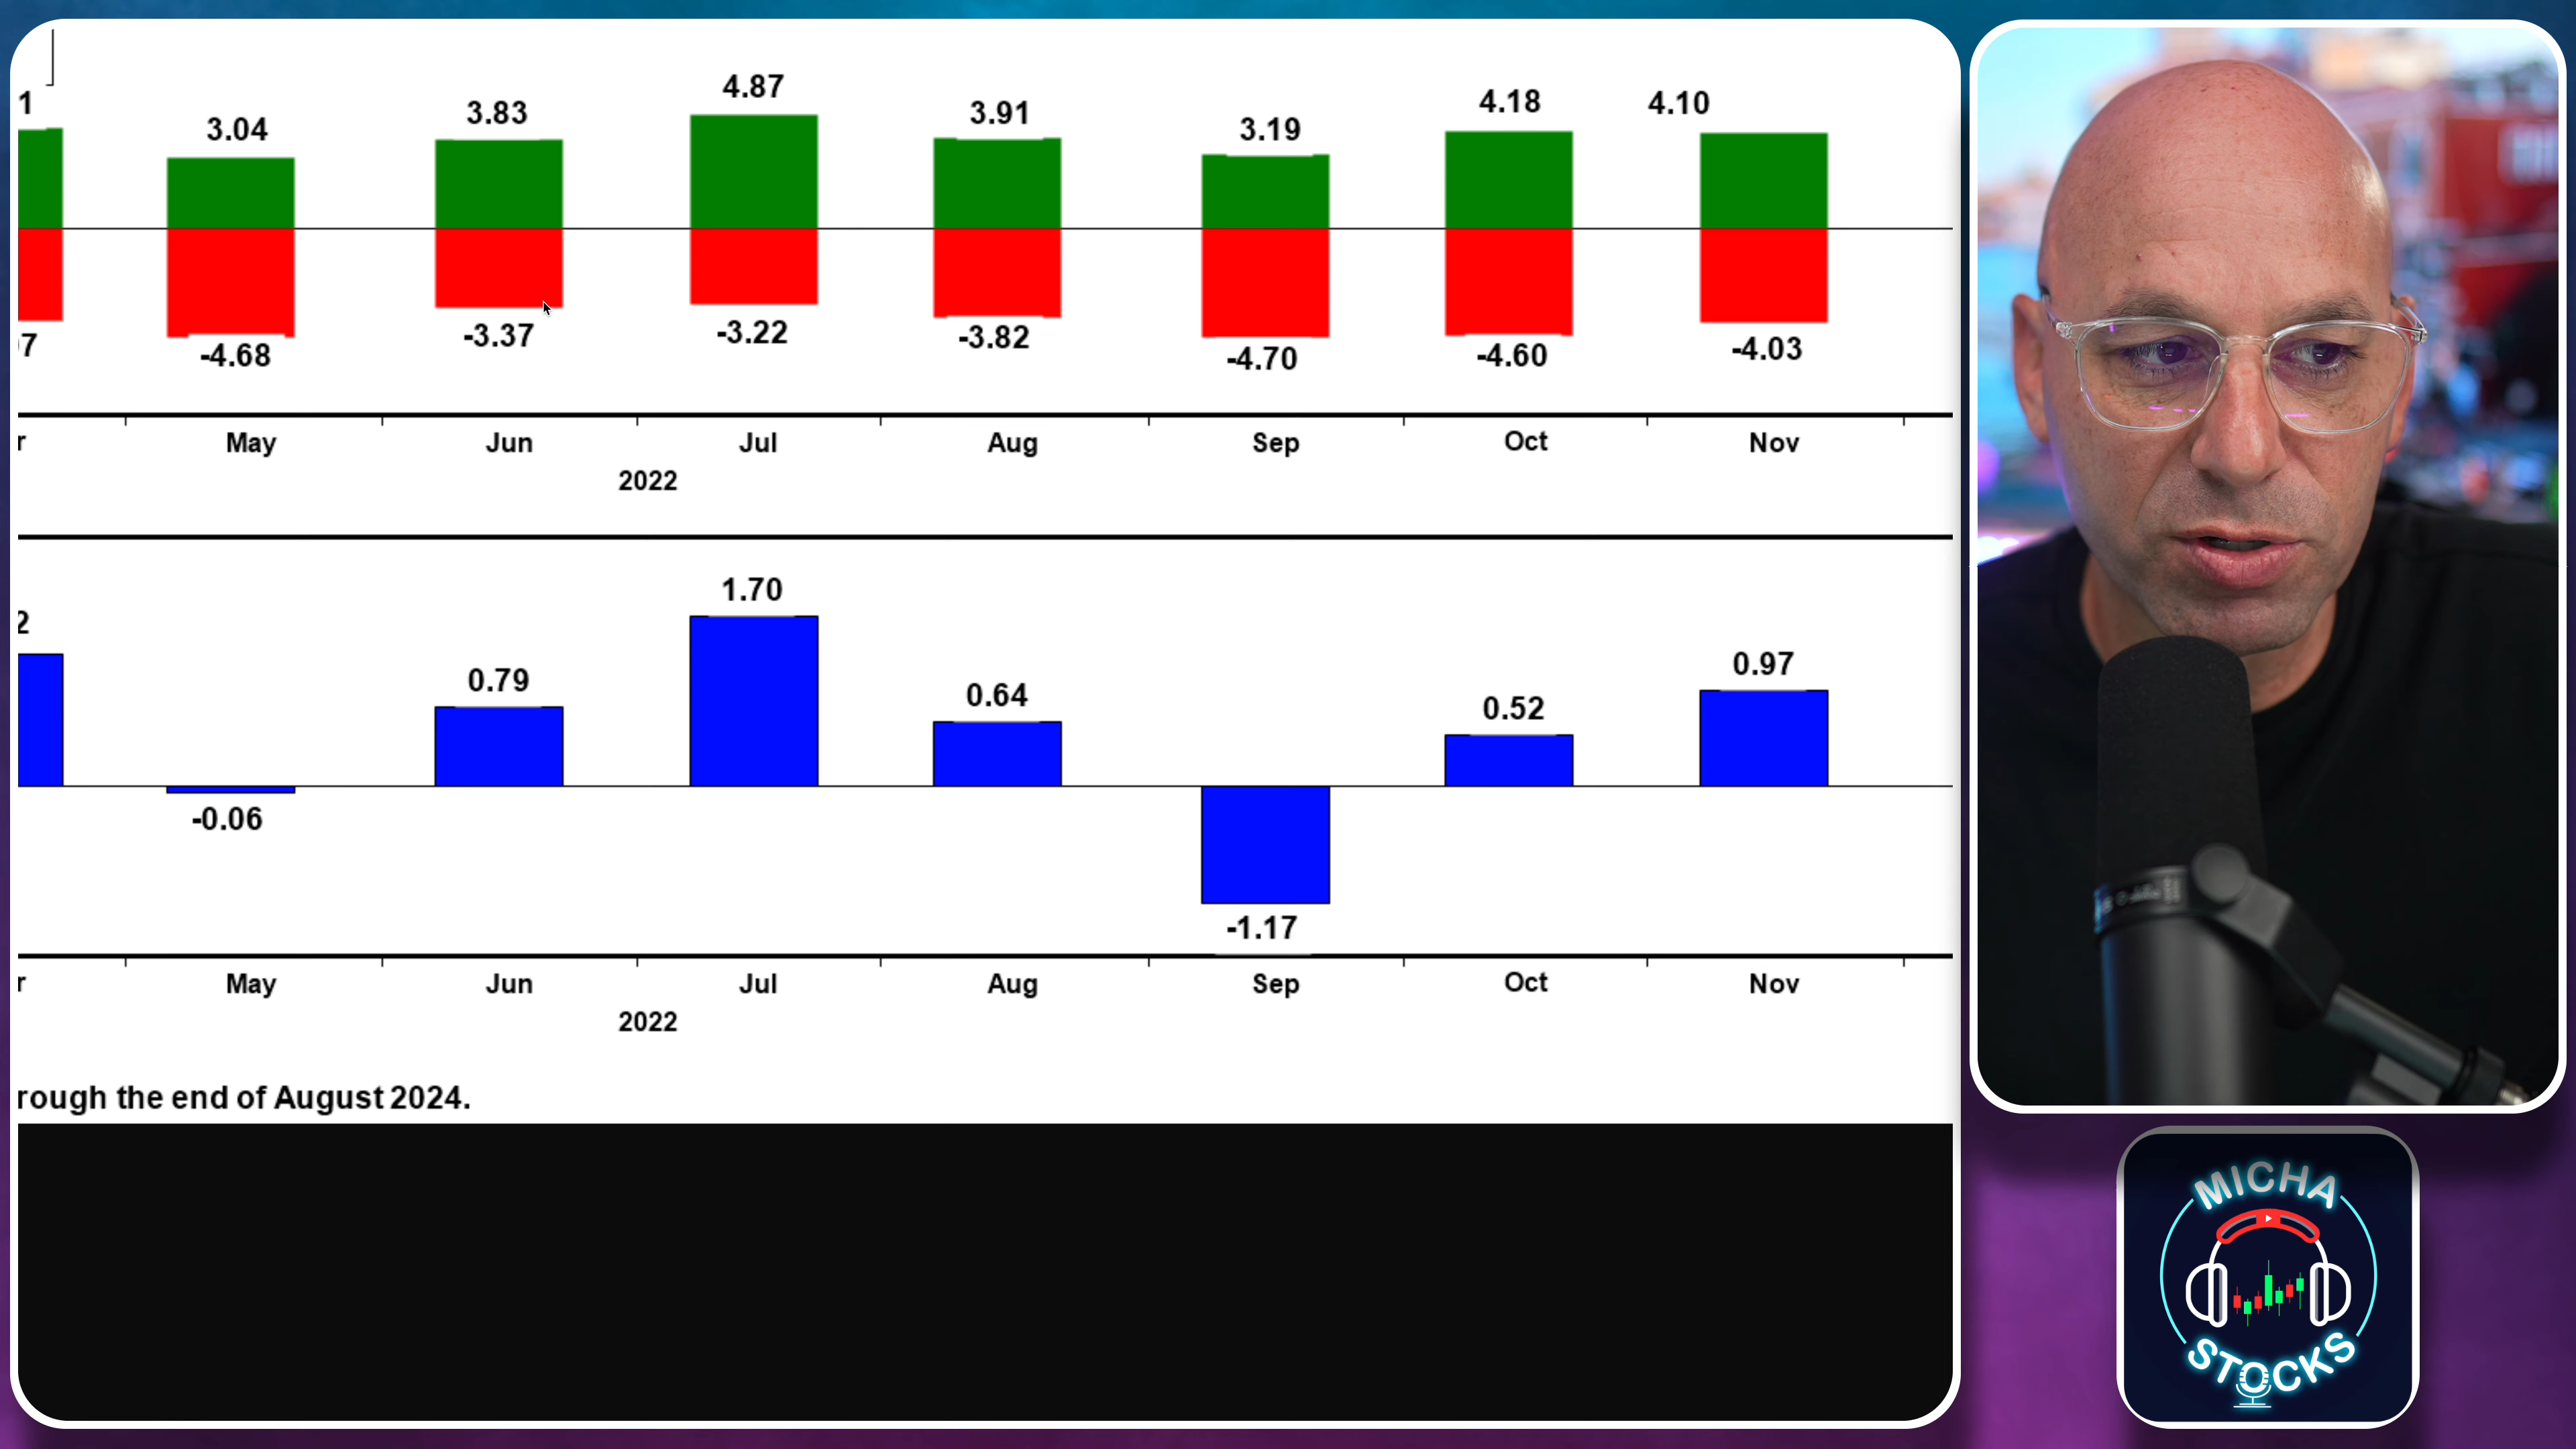 1
3.04
3.83
4.87
3.91
3.19
4.18
4.10
7
-4.68
-3.37
-3.22
-3.82
-4.70
-4.60
-4.03
r
May
Jun
Jul
Aug
Sep
Oct
Nov
2022
2
0.79
1.70
0.64
0.52
0.97
-0.06
-1.17
r
May
Jun
Jul
Aug
Sep
Oct
Nov
2022
rough the end of August 2024.
MICHA
STOCKS